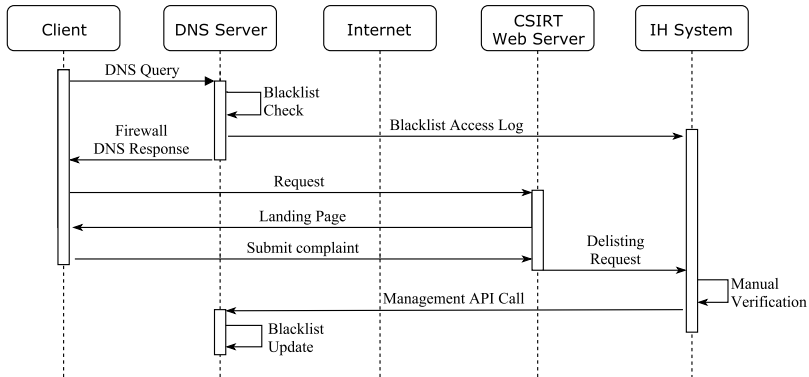 Client
DNS Server
Internet
CSIRT
Web Server
IH System
DNS Query
Blacklist
Check
Blacklist Access Log
Firewall
DNS Response
Request
Landing Page
Submit complaint
Delisting
Request
Manual
Verification
Management API Call
Blacklist
Update